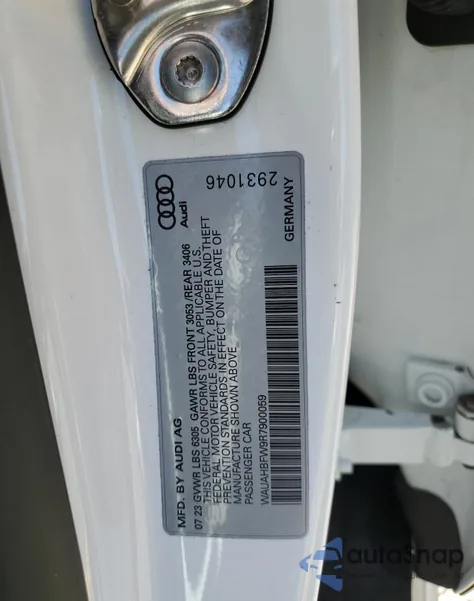 MFD. BY AUDI AG
Audi
07 23 GVWR LBS 6305 GAWR LBS FRONT 3053 /REAR 3406
THIS VEHICLE CONFORMS TO ALL APPLICABLE U.S.
FEDERAL MOTOR VEHICLE SAFETY, BUMPER AND THEFT
PREVENTION STANDARDS IN EFFECT ON THE DATE OF
MANUFACTURE SHOWN ABOVE.
PASSENGER CAR
2931046
WAUAHBFW9R7900059
GERMANY
autoSnap